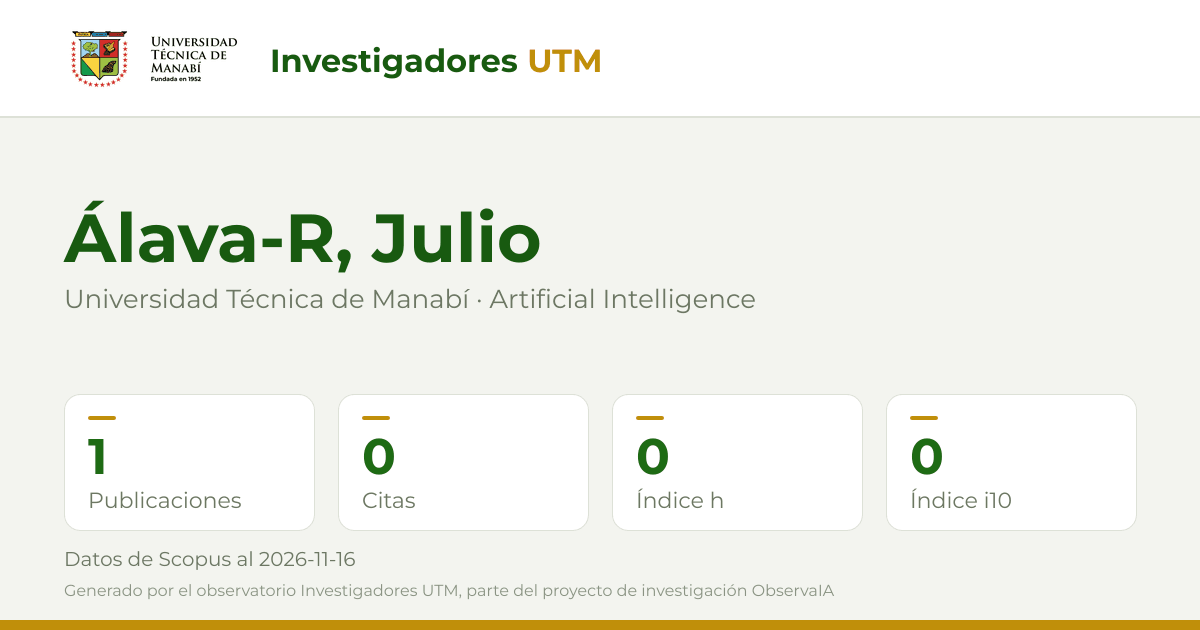 UNIVERSIDAD
TÉCNICA DE
MANABÍ
Fundada en 1952
Investigadores UTM
Álava-R, Julio
Universidad Técnica de Manabí · Artificial Intelligence
1
Publicaciones
0
Citas
0
Índice h
0
Índice i10
Datos de Scopus al 2026-11-16
Generado por el observatorio Investigadores UTM, parte del proyecto de investigación ObservaIA